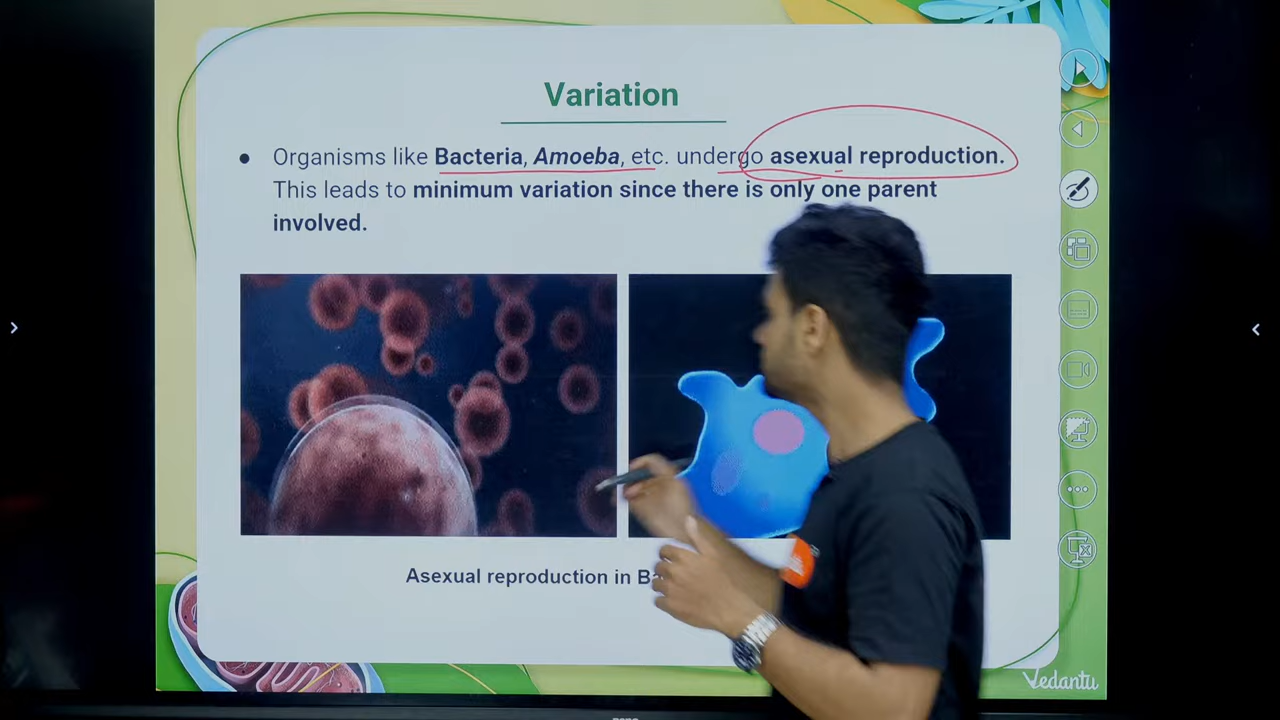 Variation
● Organisms like Bacteria, Amoeba, etc. undergo asexual reproduction.
This leads to minimum variation since there is only one parent
involved.
Asexual reproduction in
Vedantu